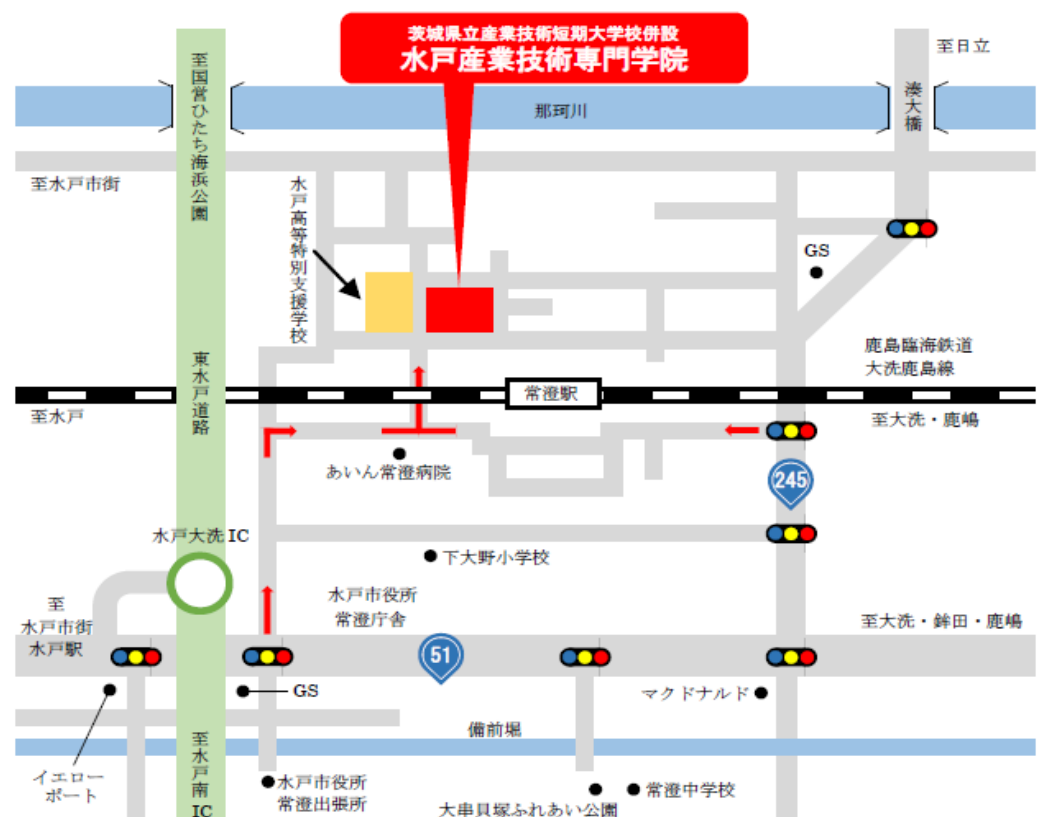 茨城県立産業技術短期大学校併設
水戸産業技術専門学院
至日立
至国営ひたち海浜公園
那珂川
湊大橋
至水戸市街
水戸高等特別支援学校
GS
東水戸道路
鹿島臨海鉄道
大洗鹿島線
常澄駅
至水戸
至大洗・鹿嶋
あいん常澄病院
245
水戸大洗IC
下大野小学校
水戸市役所
常澄庁舎
至
水戸市街
水戸駅
至大洗・鉾田・鹿嶋
51
GS
マクドナルド
備前堀
至水戸南IC
イエロー
ポート
水戸市役所
常澄出張所
常澄中学校
大串貝塚ふれあい公園